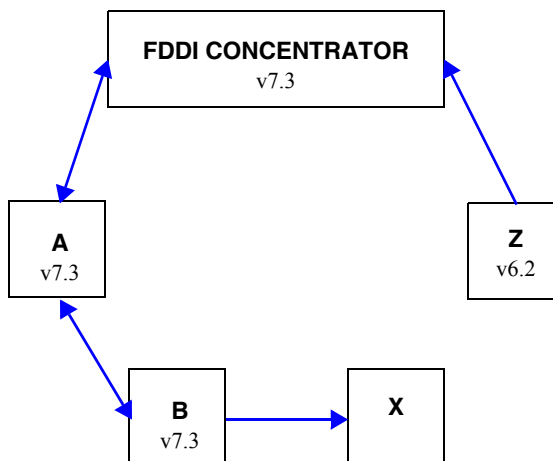 FDDI CONCENTRATOR
v7.3
A
v7.3
Z
v6.2
B
v7.3
X